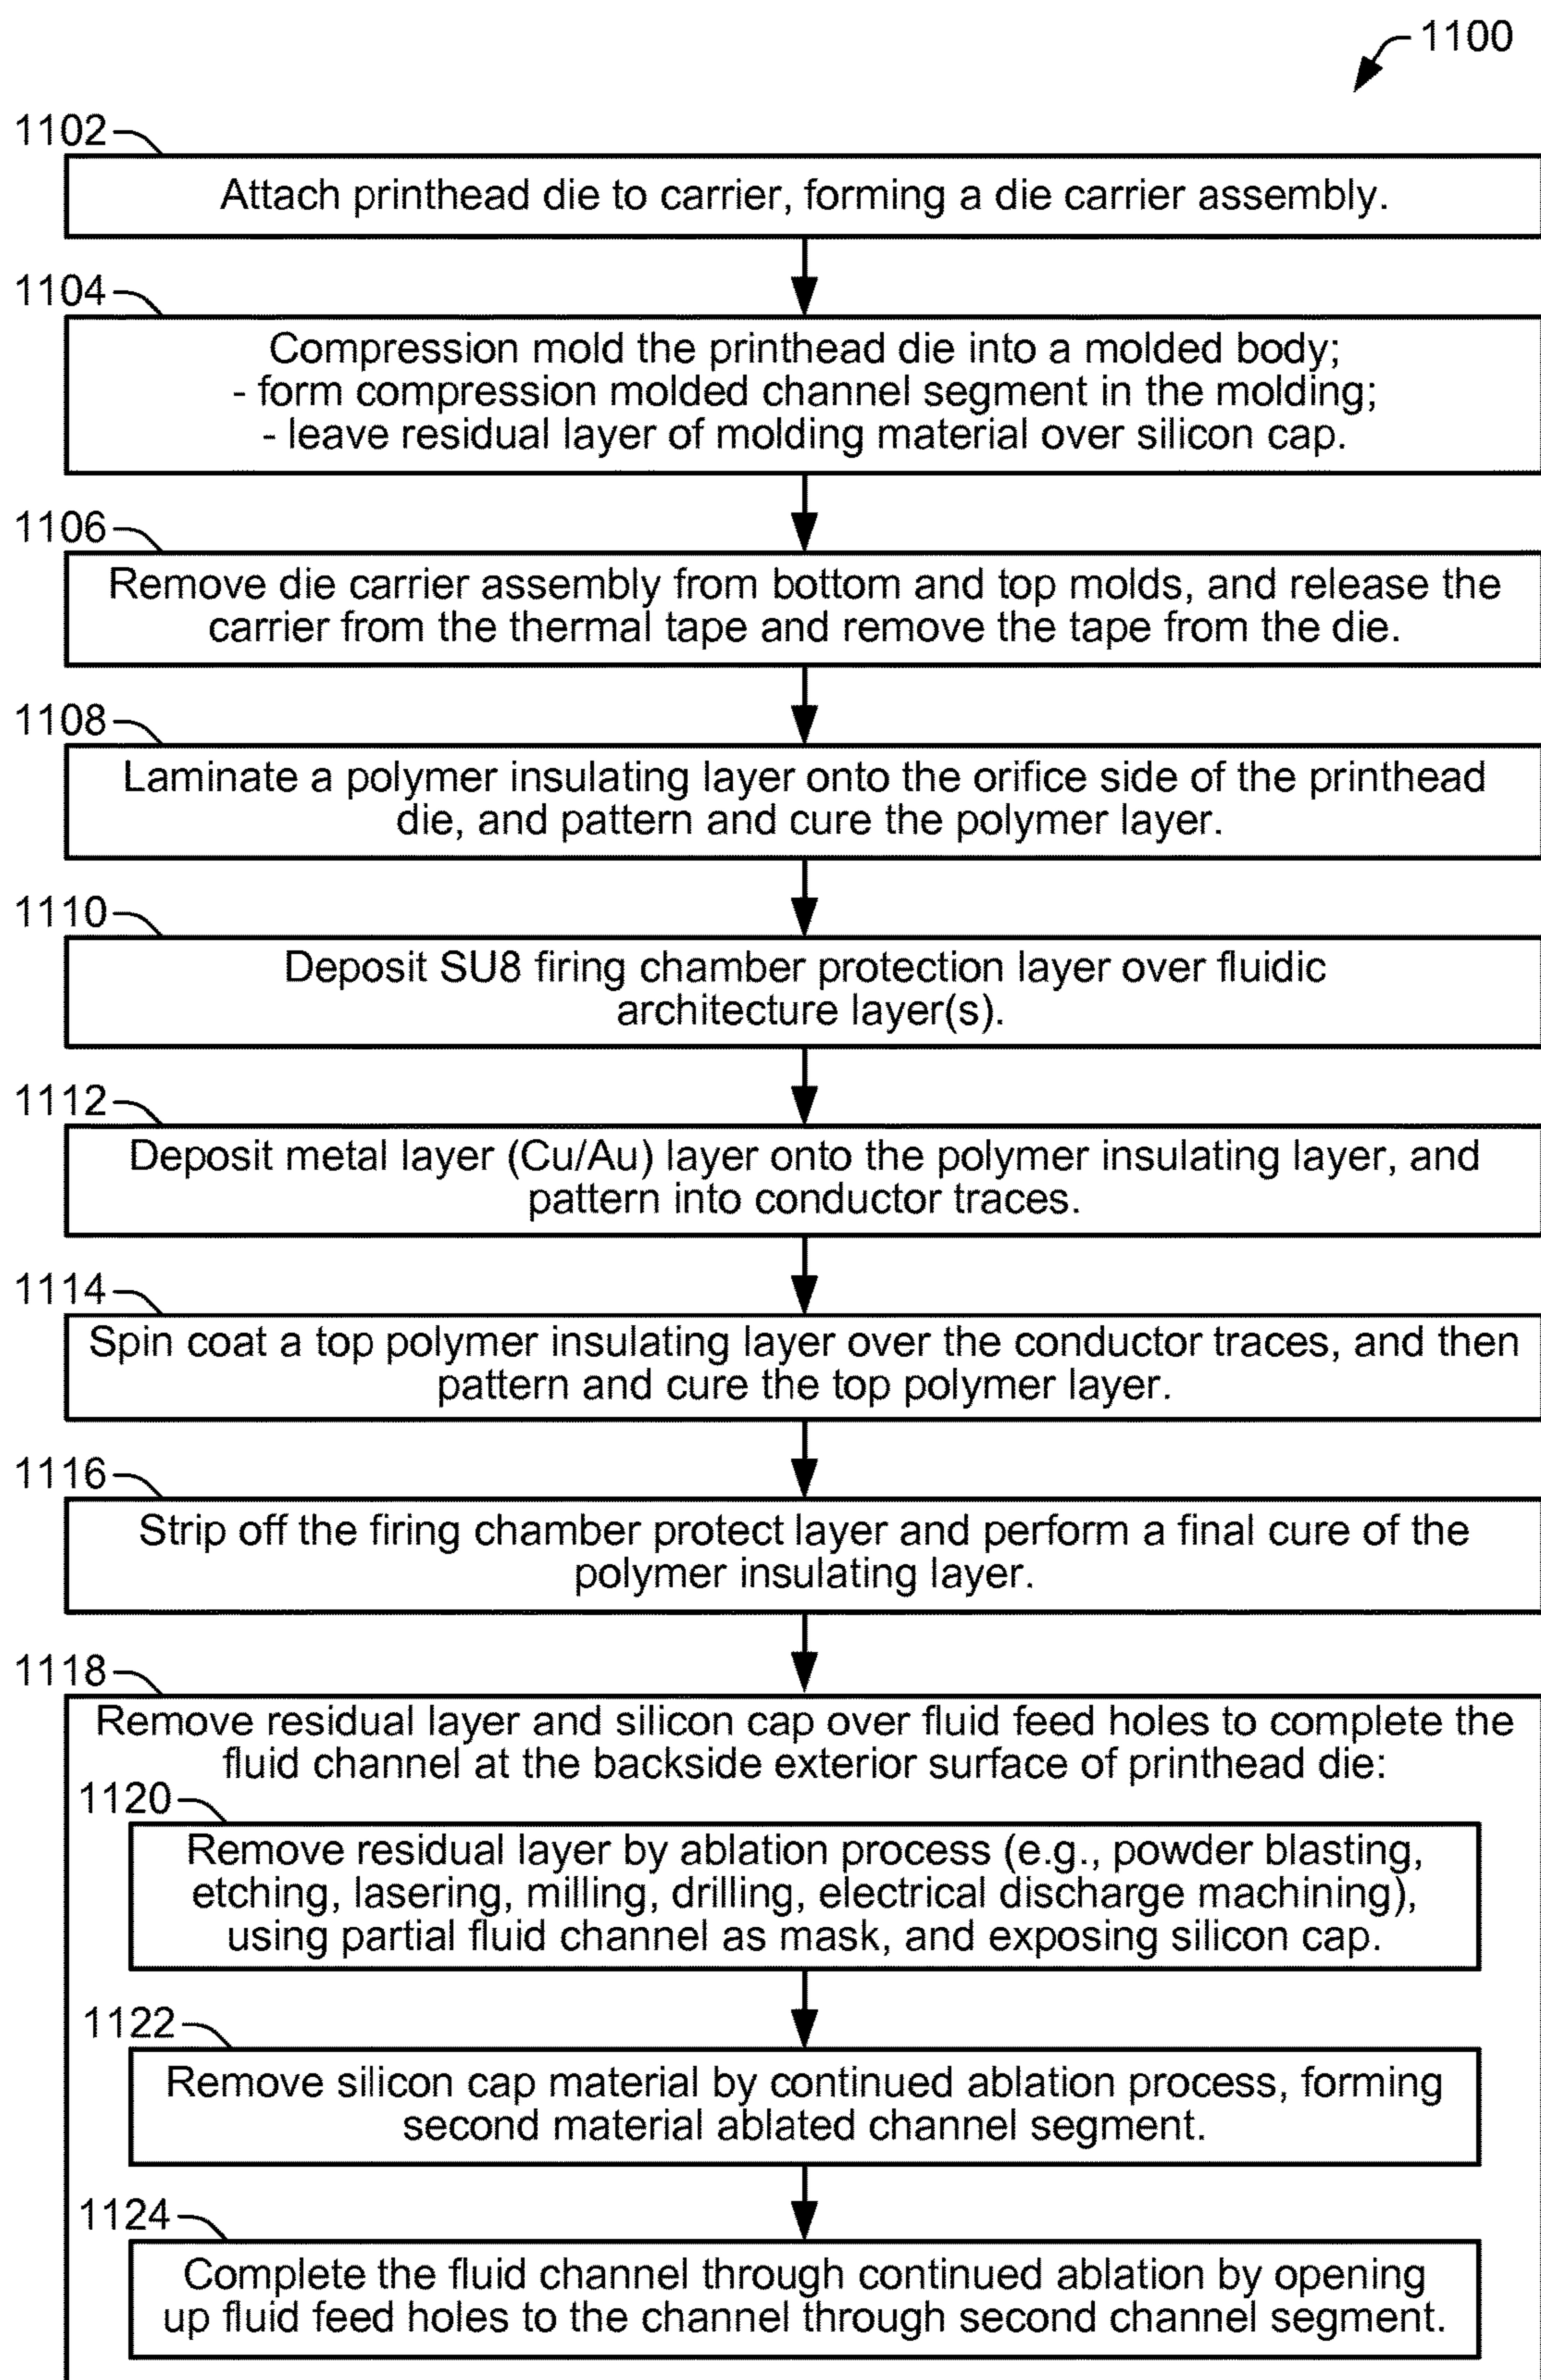 1100
1102
Attach printhead die to carrier, forming a die carrier assembly.
1104
Compression mold the printhead die into a molded body;
- form compression molded channel segment in the molding;
- leave residual layer of molding material over silicon cap.
1106
Remove die carrier assembly from bottom and top molds, and release the
carrier from the thermal tape and remove the tape from the die.
1108
Laminate a polymer insulating layer onto the orifice side of the printhead
die, and pattern and cure the polymer layer.
1110
Deposit SU8 firing chamber protection layer over fluidic
architecture layer(s).
1112
Deposit metal layer (Cu/Au) layer onto the polymer insulating layer, and
pattern into conductor traces.
1114
Spin coat a top polymer insulating layer over the conductor traces, and then
pattern and cure the top polymer layer.
1116
Strip off the firing chamber protect layer and perform a final cure of the
polymer insulating layer.
1118
Remove residual layer and silicon cap over fluid feed holes to complete the
fluid channel at the backside exterior surface of printhead die:
1120
Remove residual layer by ablation process (e.g., powder blasting,
etching, lasering, milling, drilling, electrical discharge machining),
using partial fluid channel as mask, and exposing silicon cap.
1122
Remove silicon cap material by continued ablation process, forming
second material ablated channel segment.
1124
Complete the fluid channel through continued ablation by opening
up fluid feed holes to the channel through second channel segment.